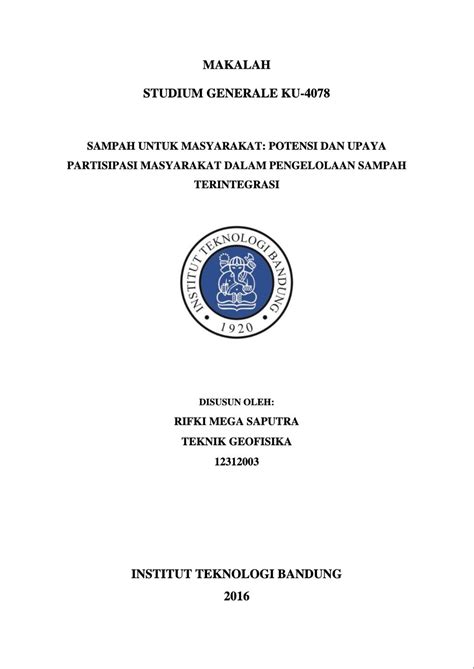 MAKALAH
STUDIUM GENERALE KU-4078
SAMPAH UNTUK MASYARAKAT: POTENSI DAN UPAYA
PARTISIPASI MASYARAKAT DALAM PENGELOLAAN SAMPAH
TERINTEGRASI
INSTITUT TEKNOLOGI BANDUNG
1920
DISUSUN OLEH:
RIFKI MEGA SAPUTRA
TEKNIK GEOFISIKA
12312003
INSTITUT TEKNOLOGI BANDUNG
2016